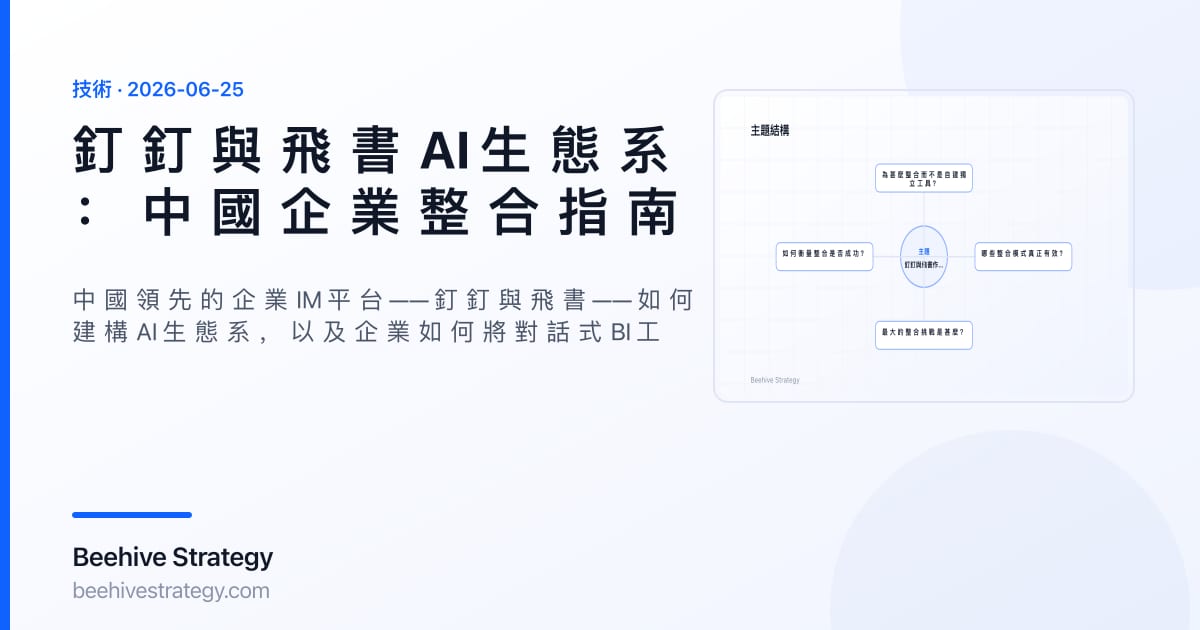 技術 · 2026-06-25
釘釘與飛書AI生態系
：中國企業整合指南
中國領先的企業IM平台——釘釘與飛書——如何
建構AI生態系，以及企業如何將對話式BI工
主題結構
為甚麼整合而不是自建獨
立工具？
如何衡量整合是否成功？
主題
釘釘與飛書作...
哪些整合模式真正有效？
最大的整合挑戰是甚麼？
Beehive Strategy
Beehive Strategy
beehivestrategy.com